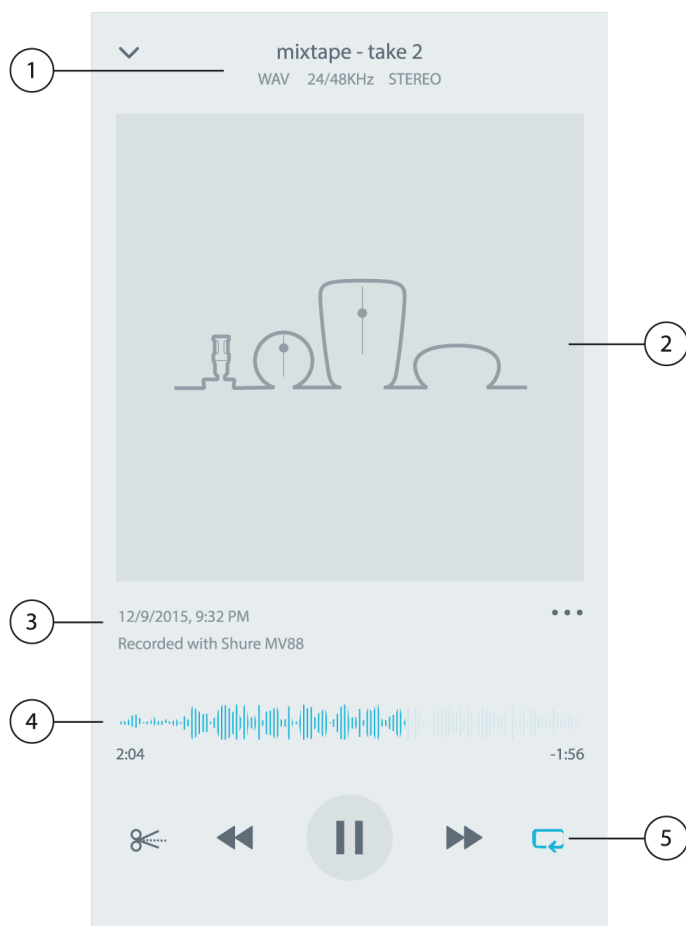 mixtape - take 2
1
WAV 24/48KHz STEREO
2
12/9/2015, 9:32 PM
3
Recorded with Shure MV88
4
2:04 -1:56
5